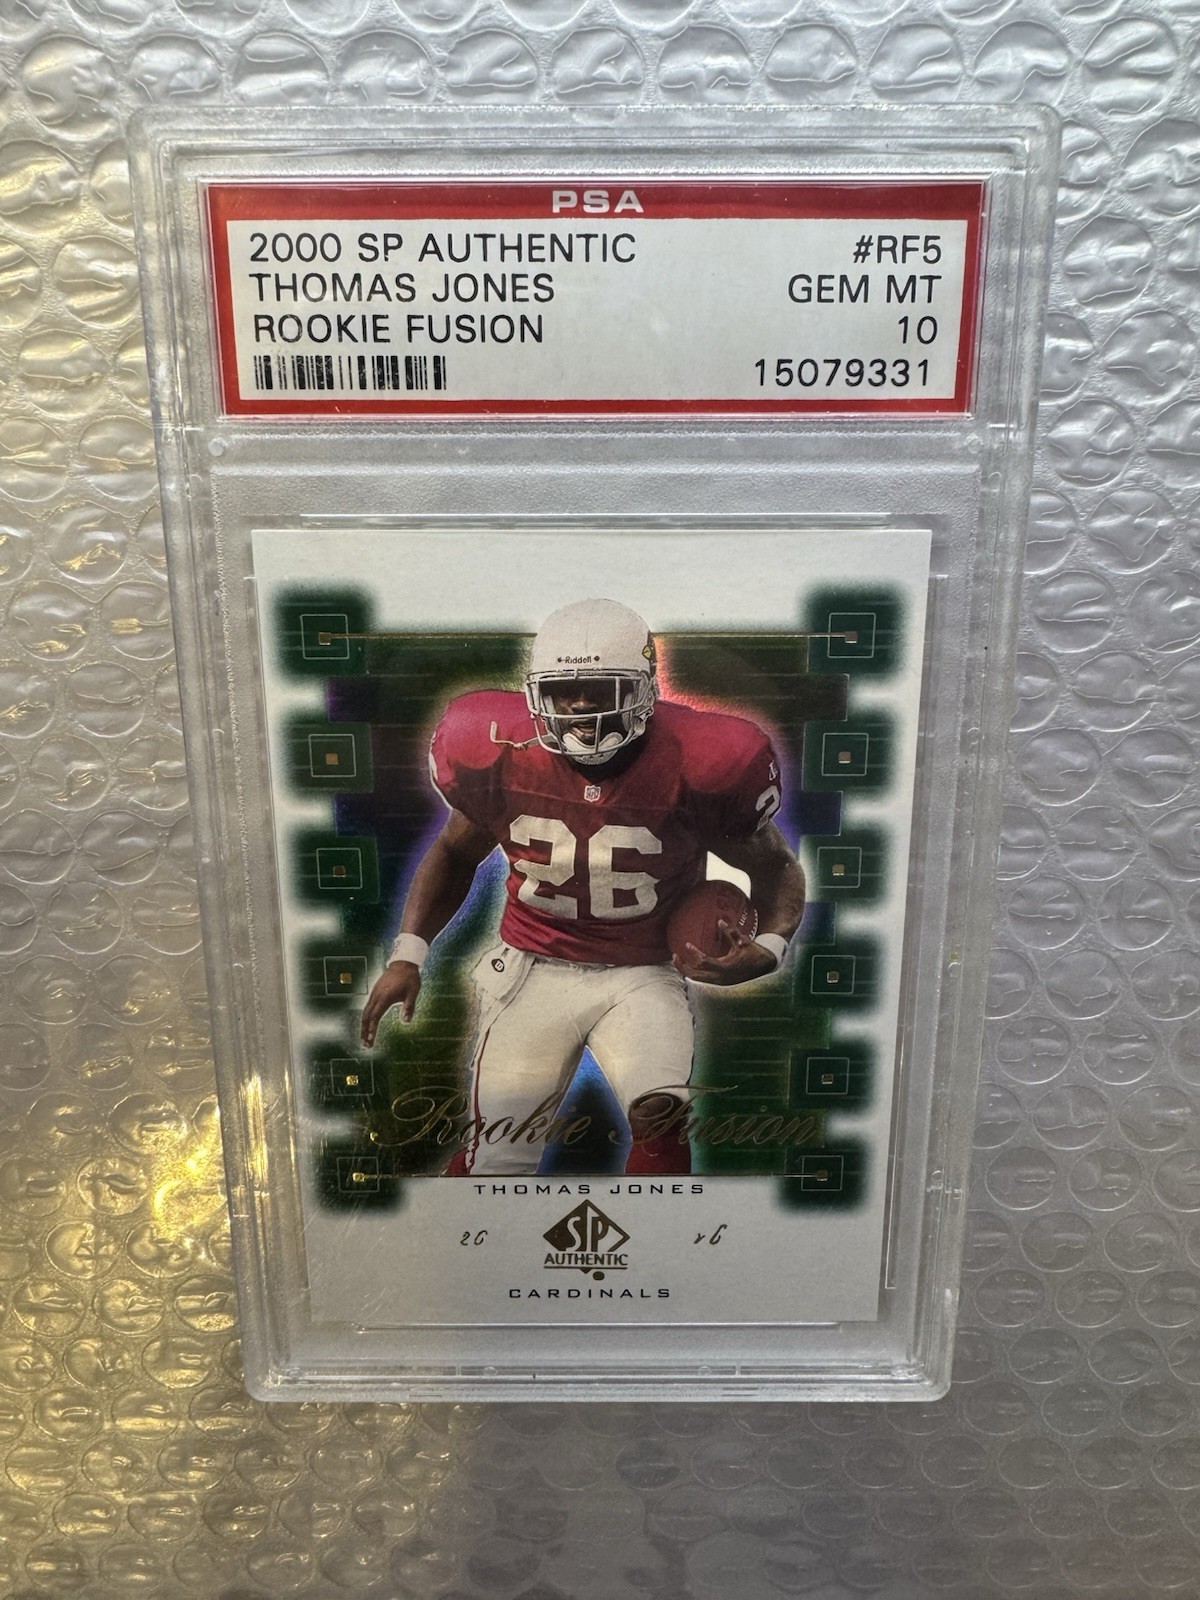 PSA
2000 SP AUTHENTIC #RF5
THOMAS JONES GEM MT
ROOKIE FUSION 10
15079331
Riddell
26
Rookie Fusion
THOMAS JONES
26 SP 26
AUTHENTIC
CARDINALS